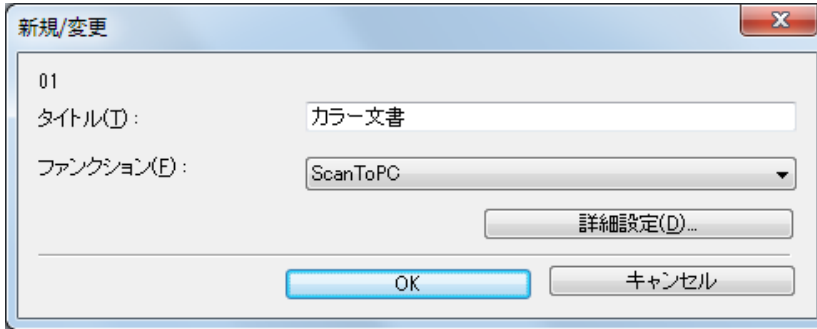 新規/変更
01
タイトル(T) : カラー文書
ファンクション(F) : ScanToPC
詳細設定(D)...
OK キャンセル